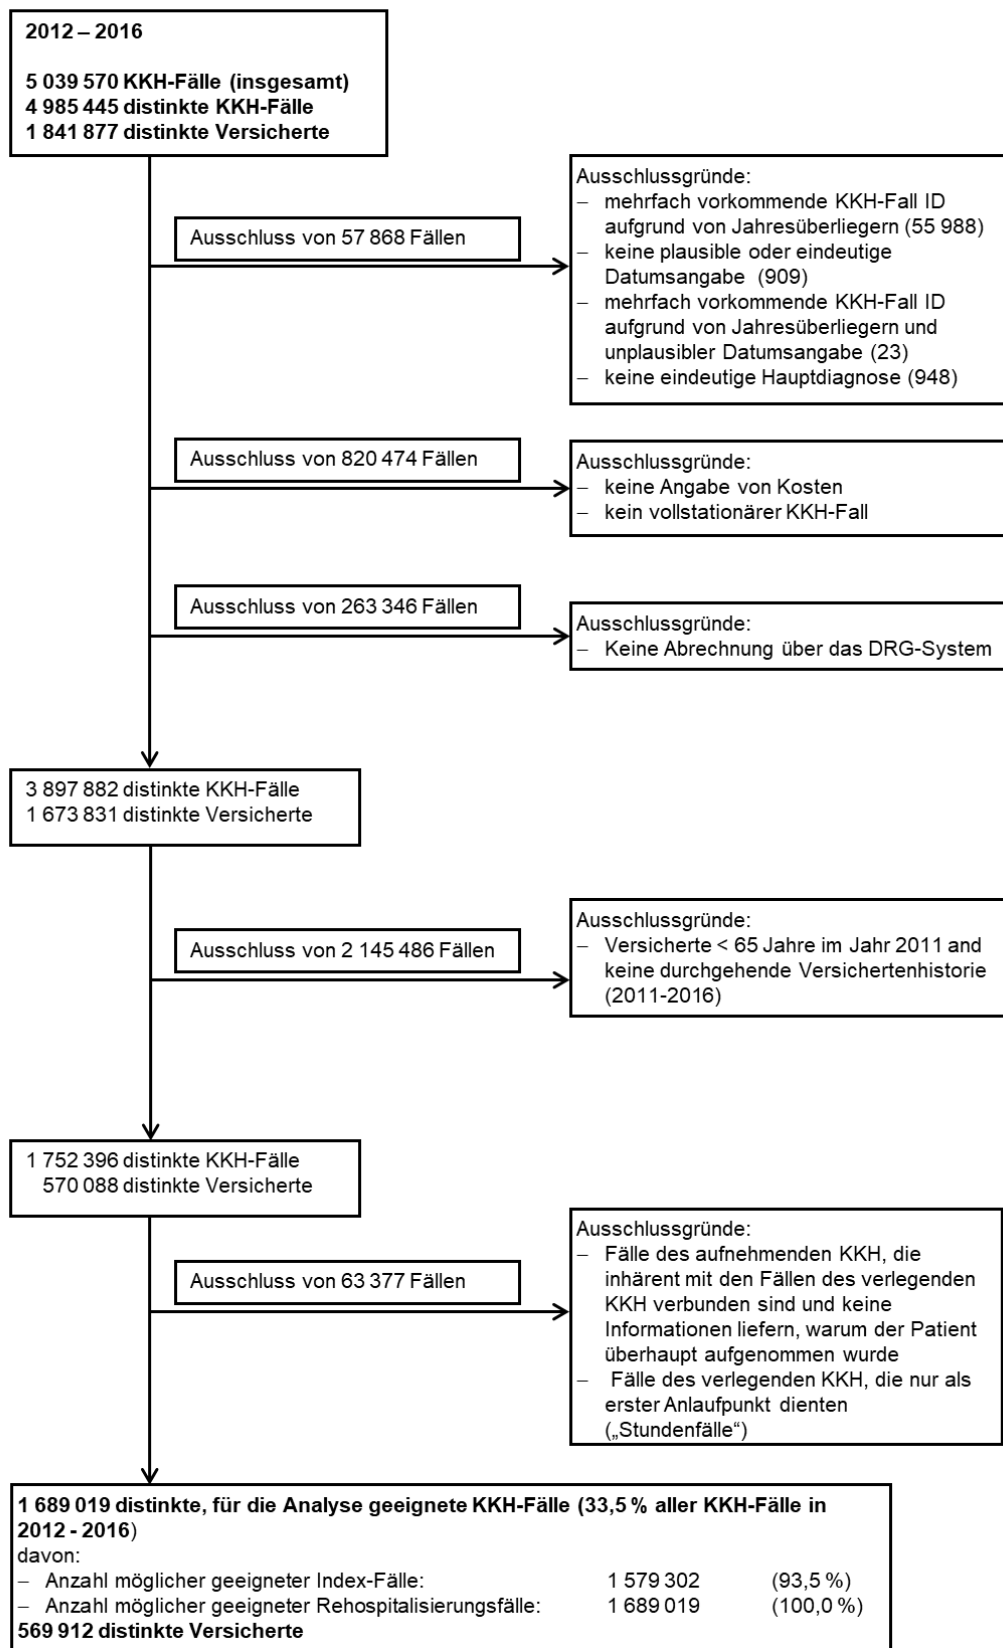 2012 – 2016
5 039 570 KKH-Fälle (insgesamt)
4 985 445 distinkte KKH-Fälle
1 841 877 distinkte Versicherte
Ausschluss von 57 868 Fällen
Ausschlussgründe:
– mehrfach vorkommende KKH-Fall ID
aufgrund von Jahresüberliegern (55 988)
– keine plausible oder eindeutige
Datumsangabe (909)
– mehrfach vorkommende KKH-Fall ID
aufgrund von Jahresüberliegern und
unplausibler Datumsangabe (23)
– keine eindeutige Hauptdiagnose (948)
Ausschluss von 820 474 Fällen
Ausschlussgründe:
– keine Angabe von Kosten
– kein vollstationärer KKH-Fall
Ausschluss von 263 346 Fällen
Ausschlussgründe:
– Keine Abrechnung über das DRG-System
3 897 882 distinkte KKH-Fälle
1 673 831 distinkte Versicherte
Ausschluss von 2 145 486 Fällen
Ausschlussgründe:
– Versicherte < 65 Jahre im Jahr 2011 and
keine durchgehende Versichertenhistorie
(2011-2016)
1 752 396 distinkte KKH-Fälle
570 088 distinkte Versicherte
Ausschluss von 63 377 Fällen
Ausschlussgründe:
– Fälle des aufnehmenden KKH, die
inhärent mit den Fällen des verlegenden
KKH verbunden sind und keine
Informationen liefern, warum der Patient
überhaupt aufgenommen wurde
– Fälle des verlegenden KKH, die nur als
erster Anlaufpunkt dienten
(„Stundenfälle“)
1 689 019 distinkte, für die Analyse geeignete KKH-Fälle (33,5 % aller KKH-Fälle in
2012 - 2016)
davon:
– Anzahl möglicher geeigneter Index-Fälle: 1 579 302 (93,5 %)
– Anzahl möglicher geeigneter Rehospitalisierungsfälle: 1 689 019 (100,0 %)
569 912 distinkte Versicherte